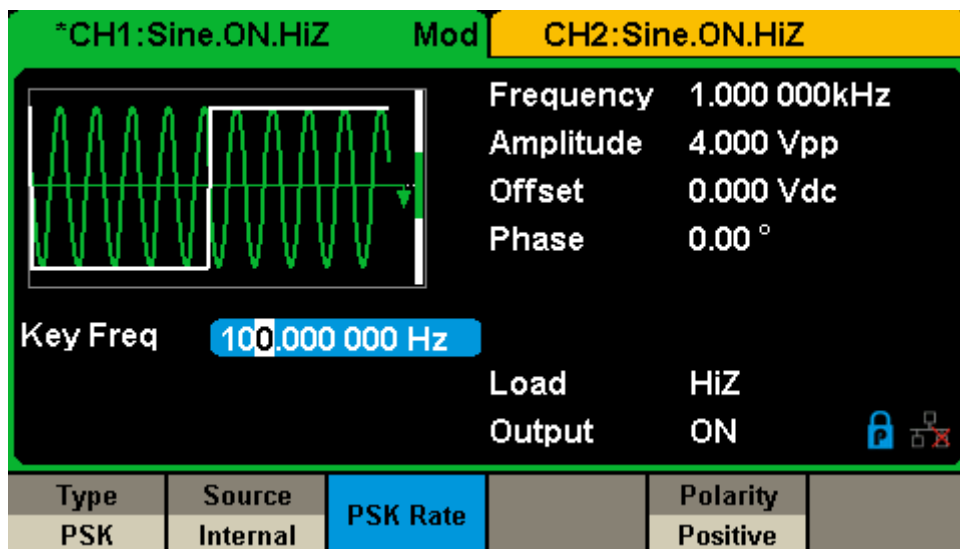 *CH1:Sine.ON.HiZ Mod CH2:Sine.ON.HiZ
Frequency 1.000 000kHz
Amplitude 4.000 Vpp
Offset 0.000 Vdc
Phase 0.00 °
Key Freq 100.000 000 Hz
Load HiZ
Output ON P
Type Source PSK Rate Polarity
PSK Internal Positive